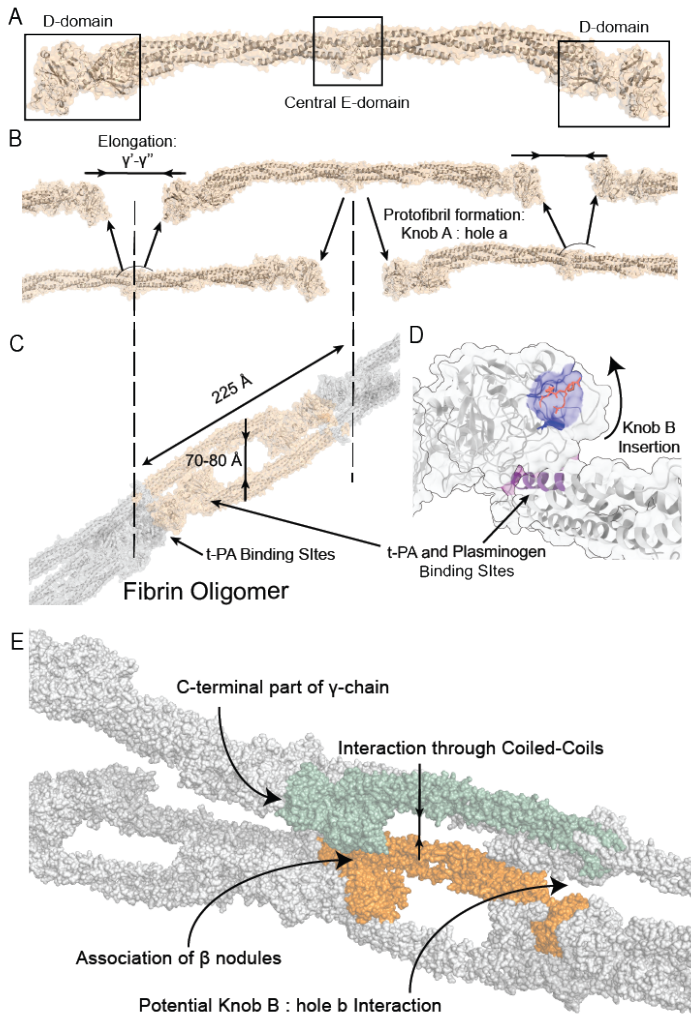 A
D-domain
D-domain
Central E-domain
B
Elongation:
γ'-γ"
Protofibril formation:
Knob A : hole a
C
225 Å
70-80 Å
t-PA Binding SItes
Fibrin Oligomer
D
Knob B
Insertion
t-PA and Plasminogen
Binding SItes
E
C-terminal part of γ-chain
Interaction through Coiled-Coils
Association of β nodules
Potential Knob B : hole b Interaction